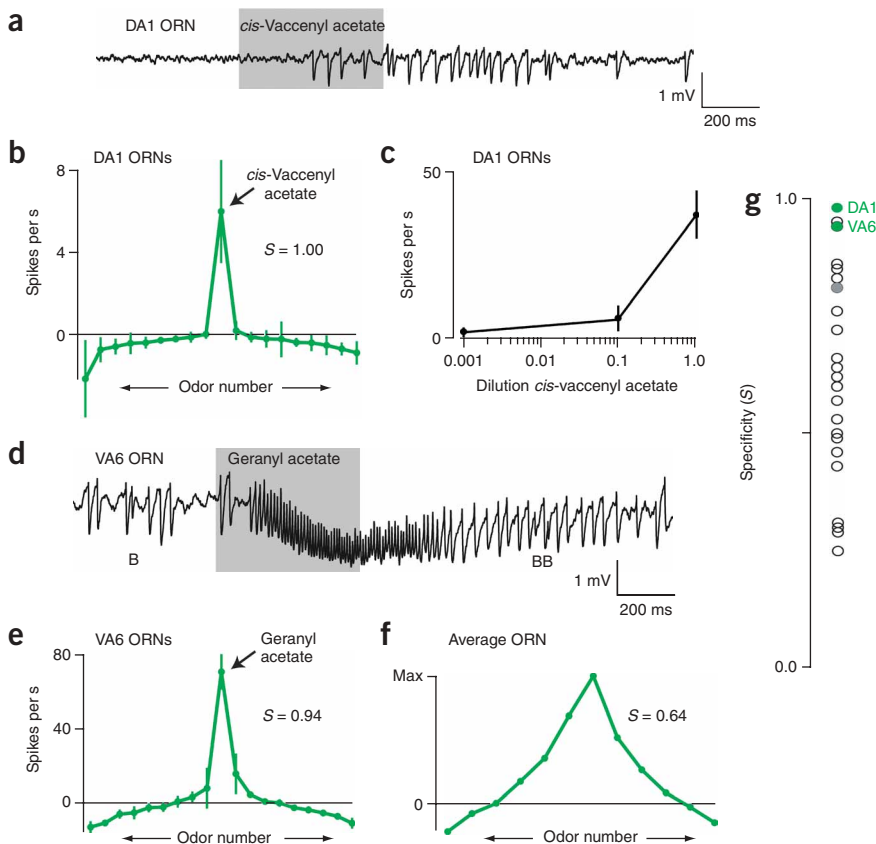 a
DA1 ORN
cis-Vaccenyl acetate
1 mV
200 ms
b
DA1 ORNs
8
4
0
Spikes per s
cis-Vaccenyl
acetate
S = 1.00
Odor number
c
DA1 ORNs
50
0
Spikes per s
0.001
0.01
0.1
1.0
Dilution cis-vaccenyl acetate
g
1.0
0.0
Specificity (S)
DA1
VA6
d
VA6 ORN
Geranyl acetate
B
BB
1 mV
200 ms
e
VA6 ORNs
80
40
0
Spikes per s
Geranyl
acetate
S = 0.94
Odor number
f
Average ORN
Max
0
S = 0.64
Odor number